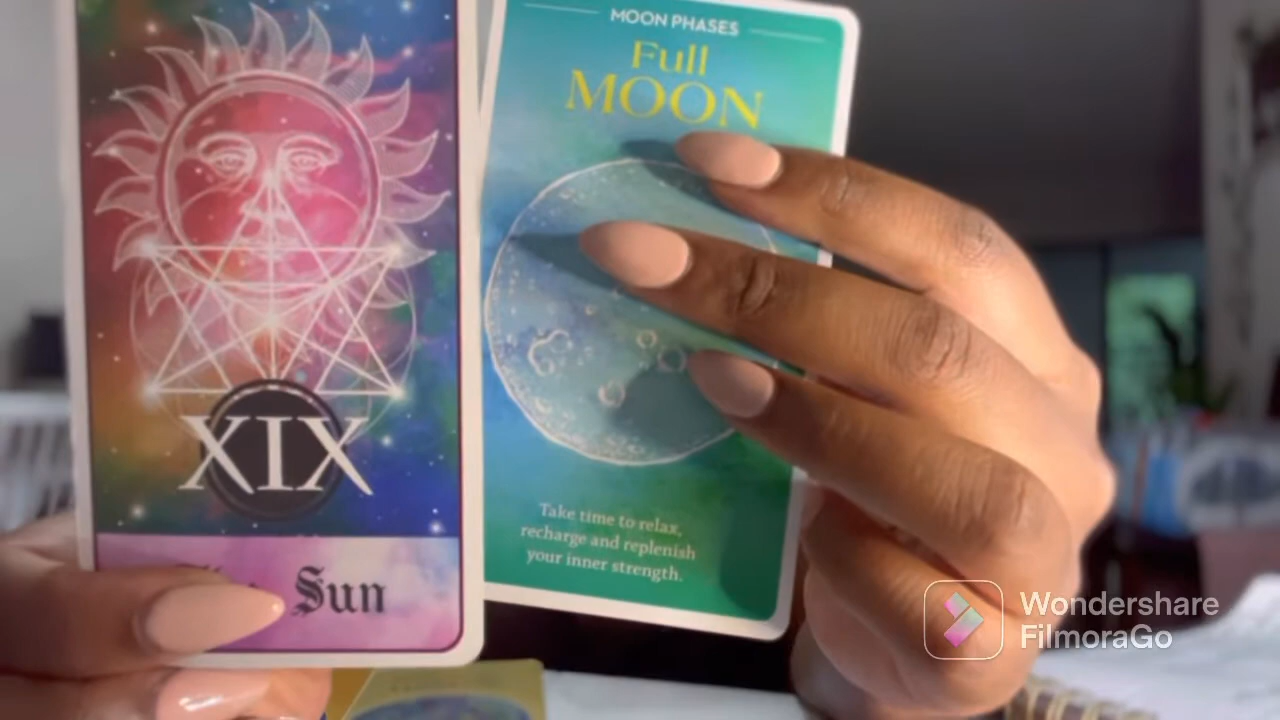 MOON PHASES
Full
MOON
Take time to relax,
recharge and replenish
your inner strength.
XIX
Sun
Wondershare
FilmoraGo